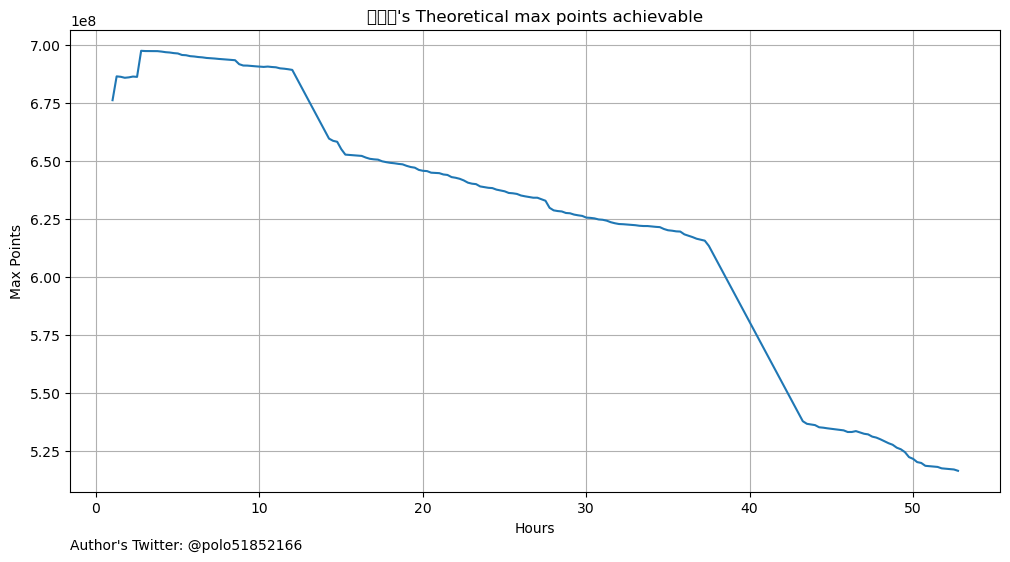 's Theoretical max points achievable
1e8
7.00
6.75
6.50
6.25
6.00
5.75
5.50
5.25
Max Points
0 10 20 30 40 50
Hours
Author's Twitter: @polo51852166